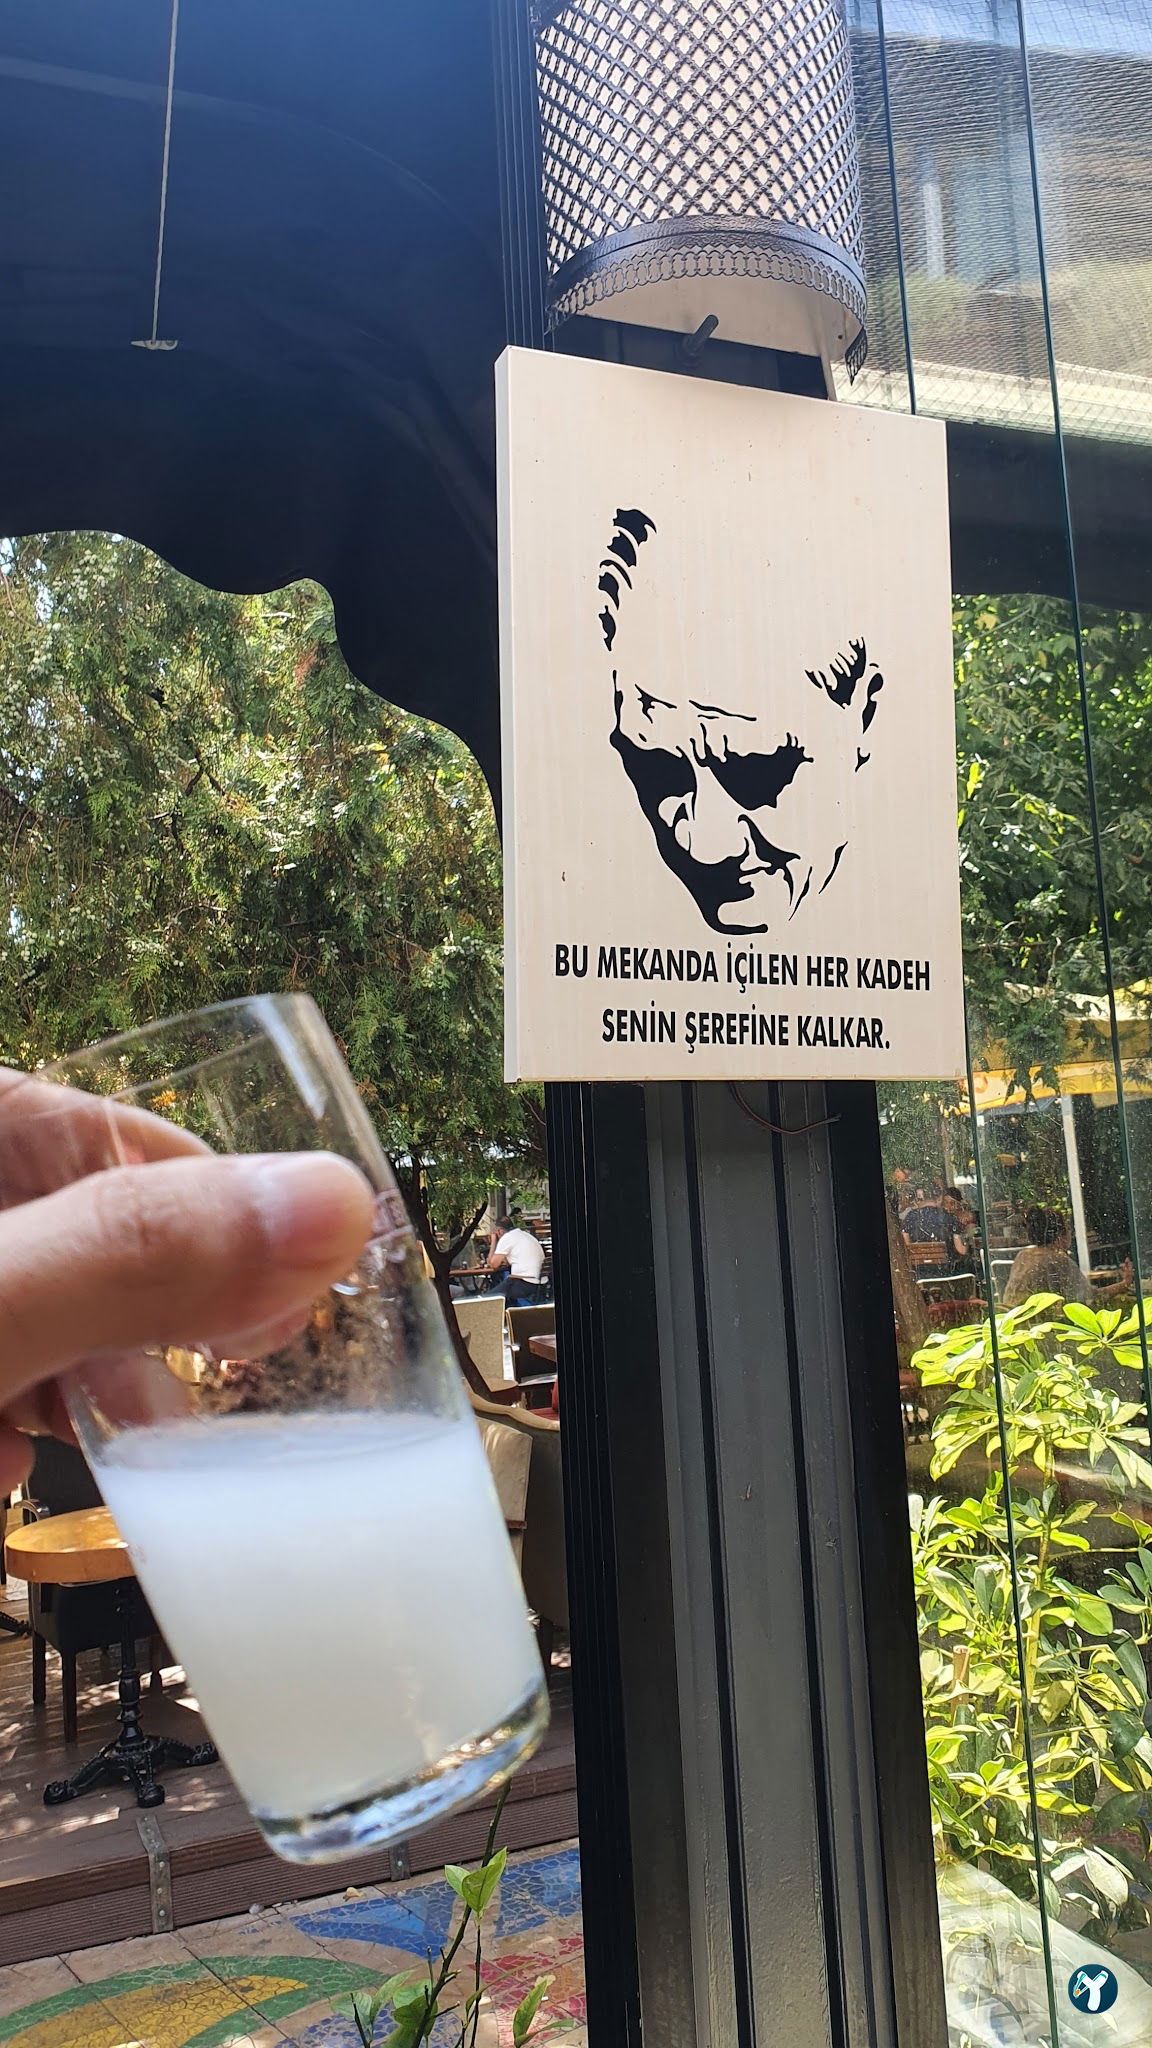 BU MEKANDA İÇİLEN HER KADEH
SENİN ŞEREFİNE KALKAR.